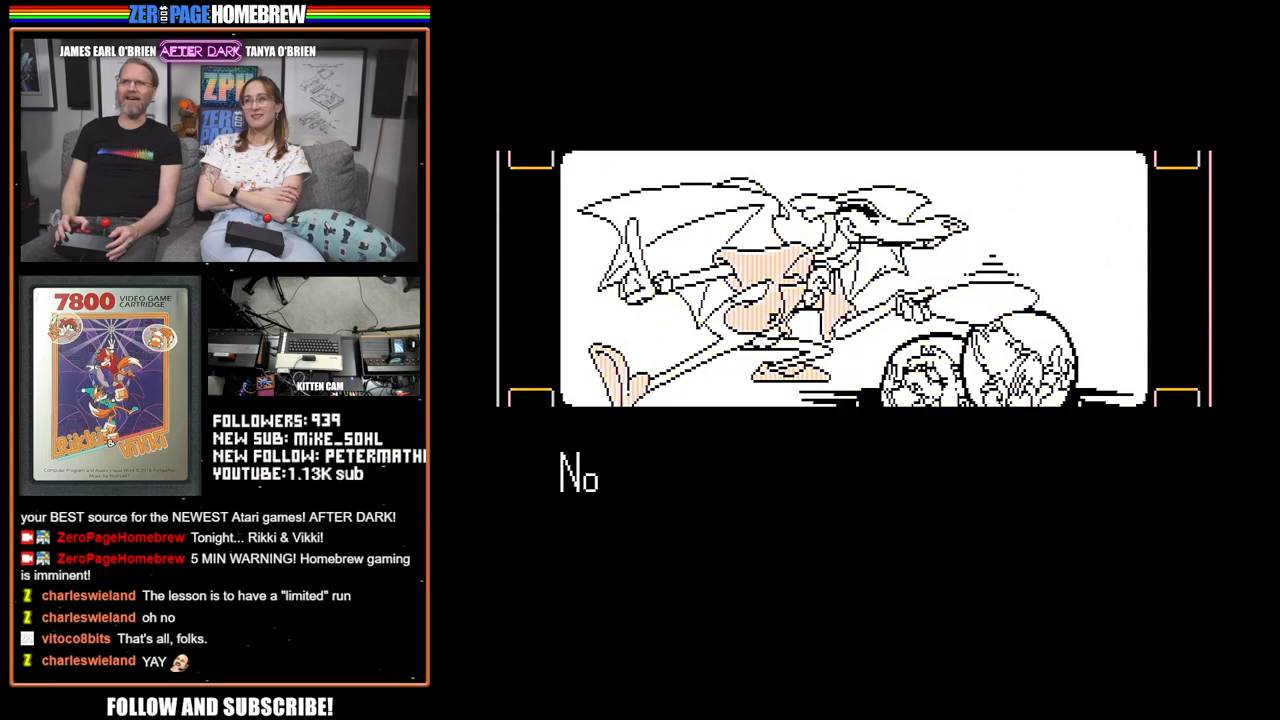 ZEROPAGE HOMEBREW
JAMES EARL O'BRIEN AFTER DARK TANYA O'BRIEN
ZPH
ZERO
PAGE
7800 VIDEO GAME
CARTRIDGE
Rikki & Vikki
KITTEN CAM
FOLLOWERS: 939
NEW SUB: MIKE_SOHL
NEW FOLLOW: PETERMATH
YOUTUBE:1.13K sub
your BEST source for the NEWEST Atari games! AFTER DARK!
ZeroPageHomebrew Tonight... Rikki & Vikki!
ZeroPageHomebrew 5 MIN WARNING! Homebrew gaming
is imminent!
charleswieland The lesson is to have a "limited" run
charleswieland oh no
vitoco8bits That's all, folks.
charleswieland YAY
FOLLOW AND SUBSCRIBE!
No